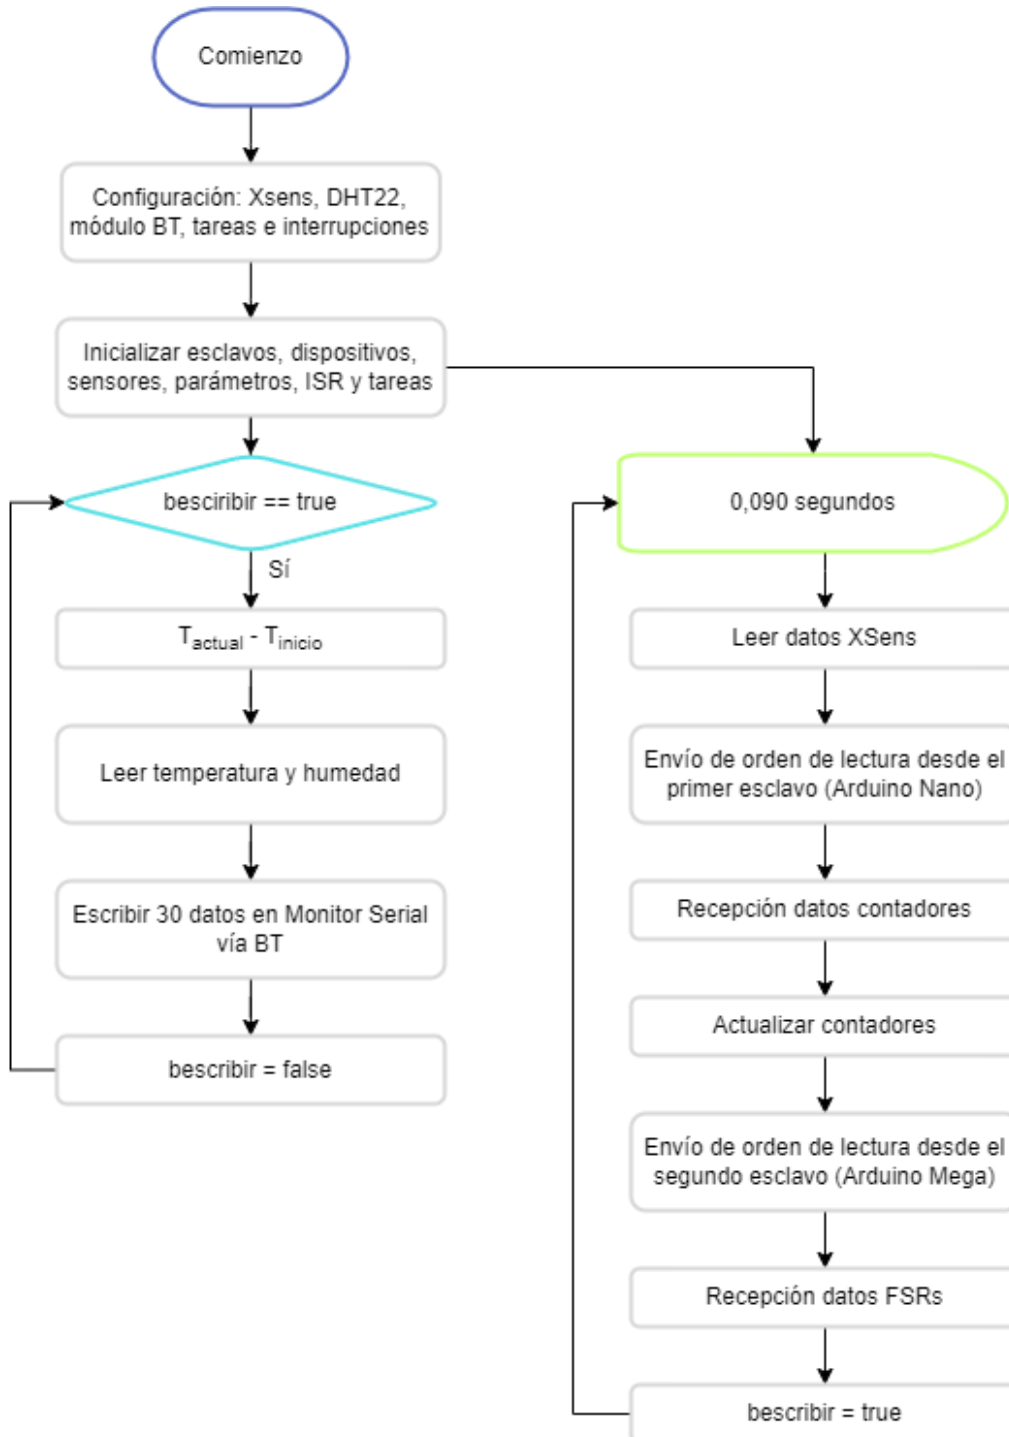 Comienzo
Configuración: Xsens, DHT22,
módulo BT, tareas e interrupciones
Inicializar esclavos, dispositivos,
sensores, parámetros, ISR y tareas
besciribir == true
Sí
Tactual - Tinicio
Leer temperatura y humedad
Escribir 30 datos en Monitor Serial
vía BT
bescribir = false
0,090 segundos
Leer datos XSens
Envío de orden de lectura desde el
primer esclavo (Arduino Nano)
Recepción datos contadores
Actualizar contadores
Envío de orden de lectura desde el
segundo esclavo (Arduino Mega)
Recepción datos FSRs
bescribir = true